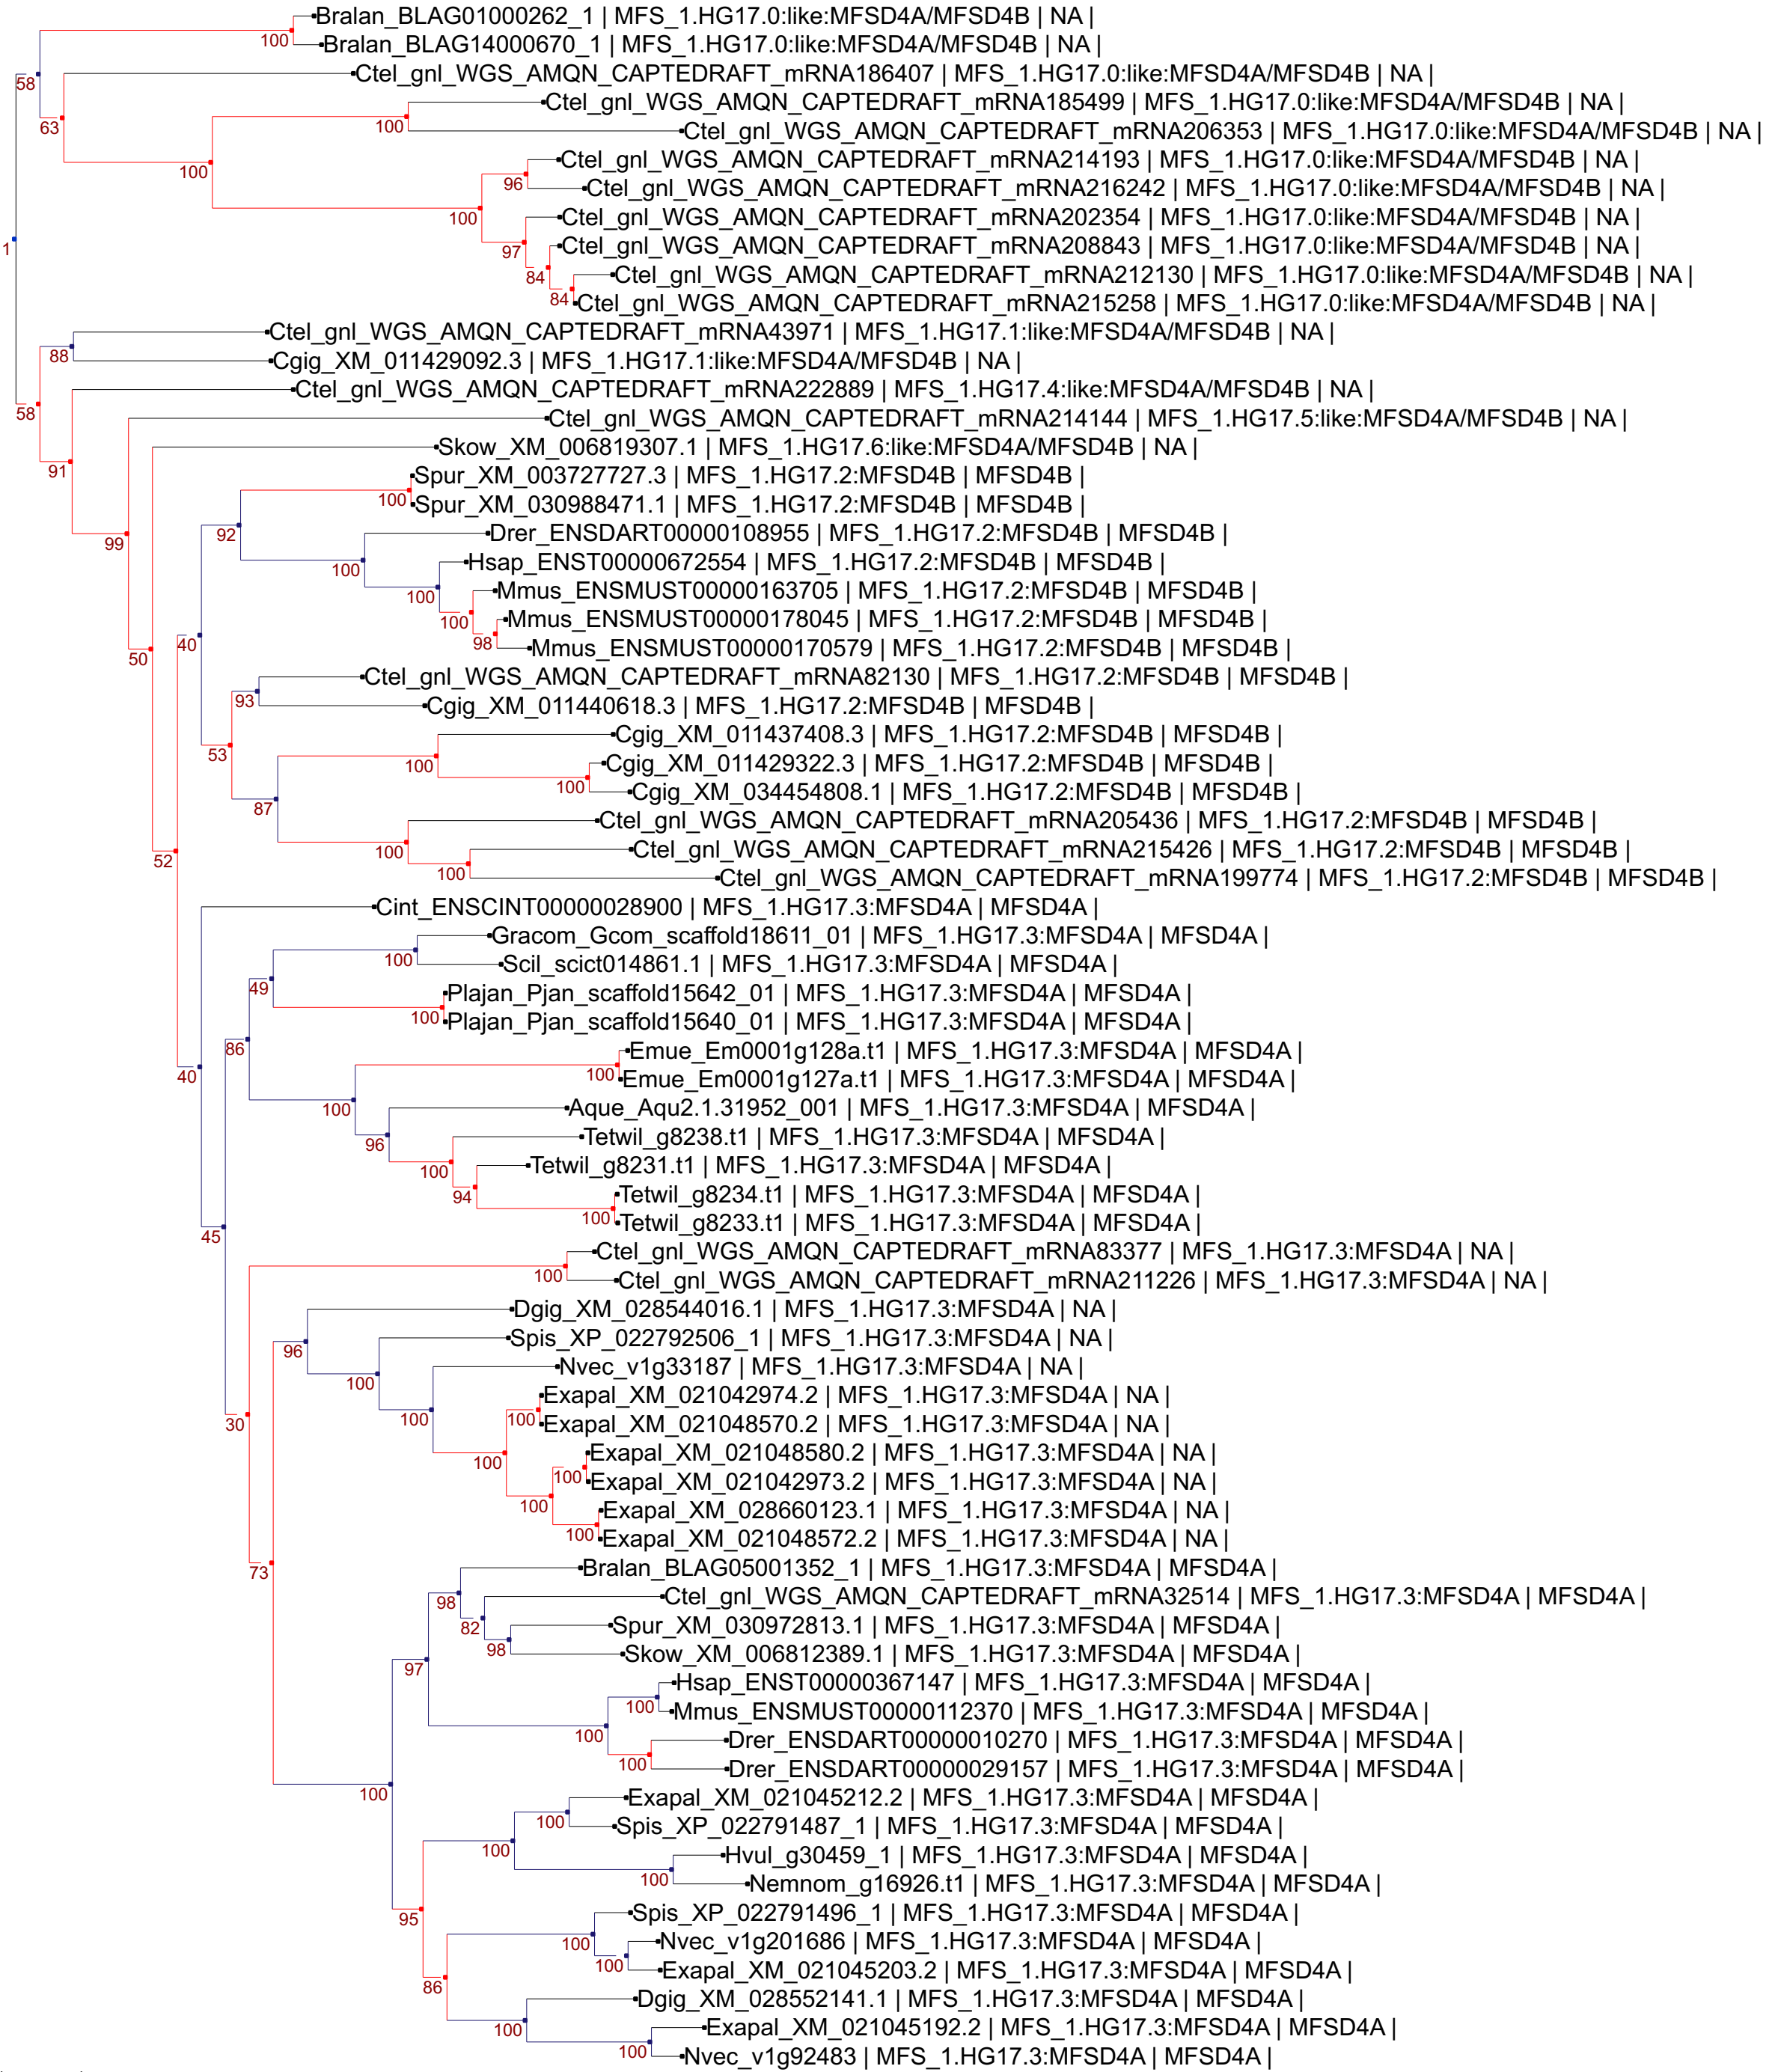 Bralan_BLAG01000262_1 | MFS_1.HG17.0:like:MFSD4A/MFSD4B | NA |
100
Bralan_BLAG14000670_1 | MFS_1.HG17.0:like:MFSD4A/MFSD4B | NA |
Ctel_gnl_WGS_AMQN_CAPTEDRAFT_mRNA186407 | MFS_1.HG17.0:like:MFSD4A/MFSD4B | NA |
58
Ctel_gnl_WGS_AMQN_CAPTEDRAFT_mRNA185499 | MFS_1.HG17.0:like:MFSD4A/MFSD4B | NA |
63
100
Ctel_gnl_WGS_AMQN_CAPTEDRAFT_mRNA206353 | MFS_1.HG17.0:like:MFSD4A/MFSD4B | NA |
Ctel_gnl_WGS_AMQN_CAPTEDRAFT_mRNA214193 | MFS_1.HG17.0:like:MFSD4A/MFSD4B | NA |
100
96
Ctel_gnl_WGS_AMQN_CAPTEDRAFT_mRNA216242 | MFS_1.HG17.0:like:MFSD4A/MFSD4B | NA |
100
Ctel_gnl_WGS_AMQN_CAPTEDRAFT_mRNA202354 | MFS_1.HG17.0:like:MFSD4A/MFSD4B | NA |
1
97
Ctel_gnl_WGS_AMQN_CAPTEDRAFT_mRNA208843 | MFS_1.HG17.0:like:MFSD4A/MFSD4B | NA |
84
Ctel_gnl_WGS_AMQN_CAPTEDRAFT_mRNA212130 | MFS_1.HG17.0:like:MFSD4A/MFSD4B | NA |
84
Ctel_gnl_WGS_AMQN_CAPTEDRAFT_mRNA215258 | MFS_1.HG17.0:like:MFSD4A/MFSD4B | NA |
Ctel_gnl_WGS_AMQN_CAPTEDRAFT_mRNA43971 | MFS_1.HG17.1:like:MFSD4A/MFSD4B | NA |
88
Cgig_XM_011429092.3 | MFS_1.HG17.1:like:MFSD4A/MFSD4B | NA |
Ctel_gnl_WGS_AMQN_CAPTEDRAFT_mRNA222889 | MFS_1.HG17.4:like:MFSD4A/MFSD4B | NA |
58
Ctel_gnl_WGS_AMQN_CAPTEDRAFT_mRNA214144 | MFS_1.HG17.5:like:MFSD4A/MFSD4B | NA |
Skow_XM_006819307.1 | MFS_1.HG17.6:like:MFSD4A/MFSD4B | NA |
91
Spur_XM_003727727.3 | MFS_1.HG17.2:MFSD4B | MFSD4B |
100
Spur_XM_030988471.1 | MFS_1.HG17.2:MFSD4B | MFSD4B |
92
Drer_ENSDART00000108955 | MFS_1.HG17.2:MFSD4B | MFSD4B |
99
100
Hsap_ENST00000672554 | MFS_1.HG17.2:MFSD4B | MFSD4B |
100
Mmus_ENSMUST00000163705 | MFS_1.HG17.2:MFSD4B | MFSD4B |
100
Mmus_ENSMUST00000178045 | MFS_1.HG17.2:MFSD4B | MFSD4B |
40
98
Mmus_ENSMUST00000170579 | MFS_1.HG17.2:MFSD4B | MFSD4B |
50
Ctel_gnl_WGS_AMQN_CAPTEDRAFT_mRNA82130 | MFS_1.HG17.2:MFSD4B | MFSD4B |
93
Cgig_XM_011440618.3 | MFS_1.HG17.2:MFSD4B | MFSD4B |
Cgig_XM_011437408.3 | MFS_1.HG17.2:MFSD4B | MFSD4B |
53
100
Cgig_XM_011429322.3 | MFS_1.HG17.2:MFSD4B | MFSD4B |
100
Cgig_XM_034454808.1 | MFS_1.HG17.2:MFSD4B | MFSD4B |
87
Ctel_gnl_WGS_AMQN_CAPTEDRAFT_mRNA205436 | MFS_1.HG17.2:MFSD4B | MFSD4B |
100
Ctel_gnl_WGS_AMQN_CAPTEDRAFT_mRNA215426 | MFS_1.HG17.2:MFSD4B | MFSD4B |
52
100
Ctel_gnl_WGS_AMQN_CAPTEDRAFT_mRNA199774 | MFS_1.HG17.2:MFSD4B | MFSD4B |
Cint_ENSCINT00000028900 | MFS_1.HG17.3:MFSD4A | MFSD4A |
Gracom_Gcom_scaffold18611_01 | MFS_1.HG17.3:MFSD4A | MFSD4A |
100
Scil_scict014861.1 | MFS_1.HG17.3:MFSD4A | MFSD4A |
49
Plajan_Pjan_scaffold15642_01 | MFS_1.HG17.3:MFSD4A | MFSD4A |
100
Plajan_Pjan_scaffold15640_01 | MFS_1.HG17.3:MFSD4A | MFSD4A |
86
Emue_Em0001g128a.t1 | MFS_1.HG17.3:MFSD4A | MFSD4A |
40
100
Emue_Em0001g127a.t1 | MFS_1.HG17.3:MFSD4A | MFSD4A |
100
Aque_Aqu2.1.31952_001 | MFS_1.HG17.3:MFSD4A | MFSD4A |
96
Tetwil_g8238.t1 | MFS_1.HG17.3:MFSD4A | MFSD4A |
100
Tetwil_g8231.t1 | MFS_1.HG17.3:MFSD4A | MFSD4A |
94
Tetwil_g8234.t1 | MFS_1.HG17.3:MFSD4A | MFSD4A |
100
Tetwil_g8233.t1 | MFS_1.HG17.3:MFSD4A | MFSD4A |
45
Ctel_gnl_WGS_AMQN_CAPTEDRAFT_mRNA83377 | MFS_1.HG17.3:MFSD4A | NA |
100
Ctel_gnl_WGS_AMQN_CAPTEDRAFT_mRNA211226 | MFS_1.HG17.3:MFSD4A | NA |
Dgig_XM_028544016.1 | MFS_1.HG17.3:MFSD4A | NA |
96
Spis_XP_022792506_1 | MFS_1.HG17.3:MFSD4A | NA |
100
Nvec_v1g33187 | MFS_1.HG17.3:MFSD4A | NA |
Exapal_XM_021042974.2 | MFS_1.HG17.3:MFSD4A | NA |
30
100
100
Exapal_XM_021048570.2 | MFS_1.HG17.3:MFSD4A | NA |
100
Exapal_XM_021048580.2 | MFS_1.HG17.3:MFSD4A | NA |
100
Exapal_XM_021042973.2 | MFS_1.HG17.3:MFSD4A | NA |
100
Exapal_XM_028660123.1 | MFS_1.HG17.3:MFSD4A | NA |
100
Exapal_XM_021048572.2 | MFS_1.HG17.3:MFSD4A | NA |
73
Bralan_BLAG05001352_1 | MFS_1.HG17.3:MFSD4A | MFSD4A |
98
Ctel_gnl_WGS_AMQN_CAPTEDRAFT_mRNA32514 | MFS_1.HG17.3:MFSD4A | MFSD4A |
82
Spur_XM_030972813.1 | MFS_1.HG17.3:MFSD4A | MFSD4A |
98
Skow_XM_006812389.1 | MFS_1.HG17.3:MFSD4A | MFSD4A |
97
Hsap_ENST00000367147 | MFS_1.HG17.3:MFSD4A | MFSD4A |
100
Mmus_ENSMUST00000112370 | MFS_1.HG17.3:MFSD4A | MFSD4A |
100
Drer_ENSDART00000010270 | MFS_1.HG17.3:MFSD4A | MFSD4A |
100
Drer_ENSDART00000029157 | MFS_1.HG17.3:MFSD4A | MFSD4A |
100
Exapal_XM_021045212.2 | MFS_1.HG17.3:MFSD4A | MFSD4A |
100
Spis_XP_022791487_1 | MFS_1.HG17.3:MFSD4A | MFSD4A |
100
Hvul_g30459_1 | MFS_1.HG17.3:MFSD4A | MFSD4A |
100
Nemnom_g16926.t1 | MFS_1.HG17.3:MFSD4A | MFSD4A |
95
Spis_XP_022791496_1 | MFS_1.HG17.3:MFSD4A | MFSD4A |
100
Nvec_v1g201686 | MFS_1.HG17.3:MFSD4A | MFSD4A |
100
Exapal_XM_021045203.2 | MFS_1.HG17.3:MFSD4A | MFSD4A |
86
Dgig_XM_028552141.1 | MFS_1.HG17.3:MFSD4A | MFSD4A |
100
Exapal_XM_021045192.2 | MFS_1.HG17.3:MFSD4A | MFSD4A |
100
Nvec_v1g92483 | MFS_1.HG17.3:MFSD4A | MFSD4A |